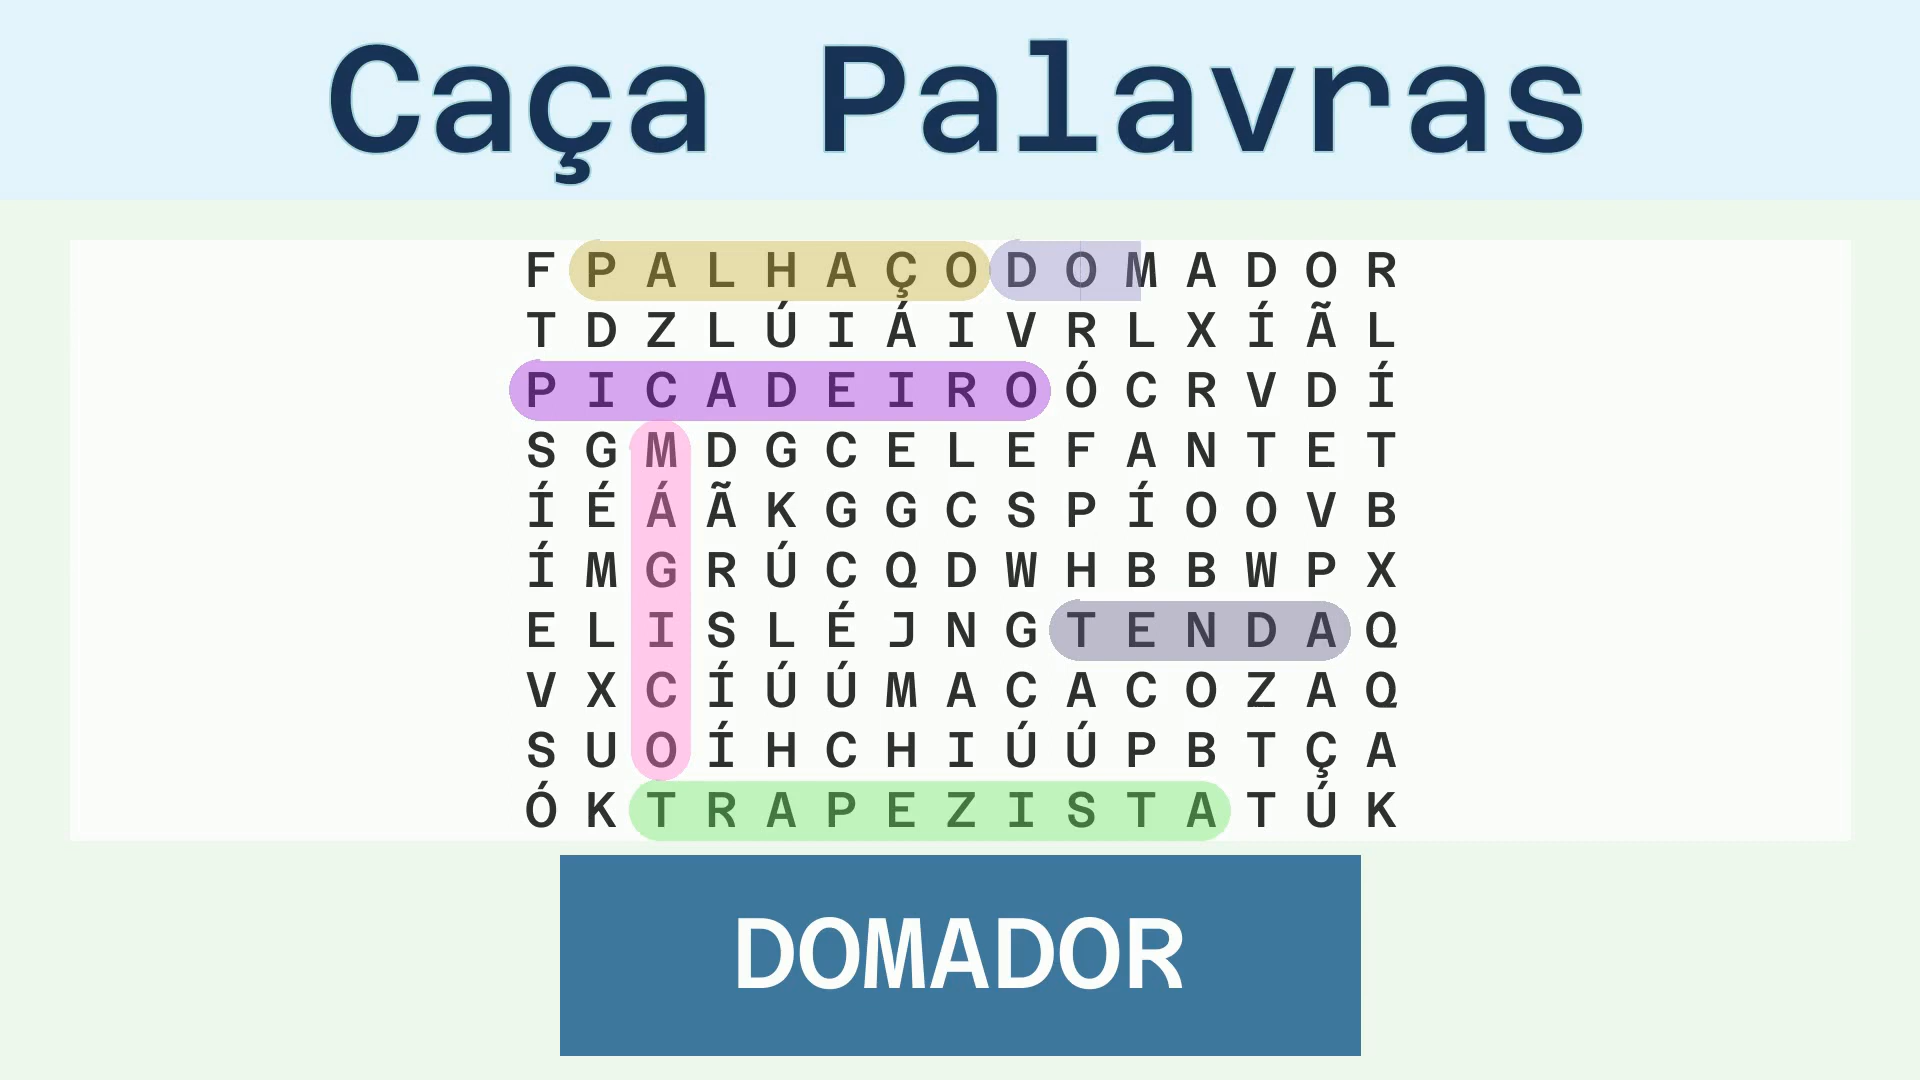 Caça Palavras
F P A L H A Ç O D O M A D O R
T D Z L Ú I Á I V R L X Í Ã L
P I C A D E I R O Ó C R V D Í
S G M D G C E L E F A N T E T
Í É Á Ã K G G C S P Í O O V B
Í M G R Ú C Q D W H B B W P X
E L I S L É J N G T E N D A Q
V X C Í Ú Ú M A C A C O Z A Q
S U O Í H C H I Ú Ú P B T Ç A
Ó K T R A P E Z I S T A T Ú K
DOMADOR